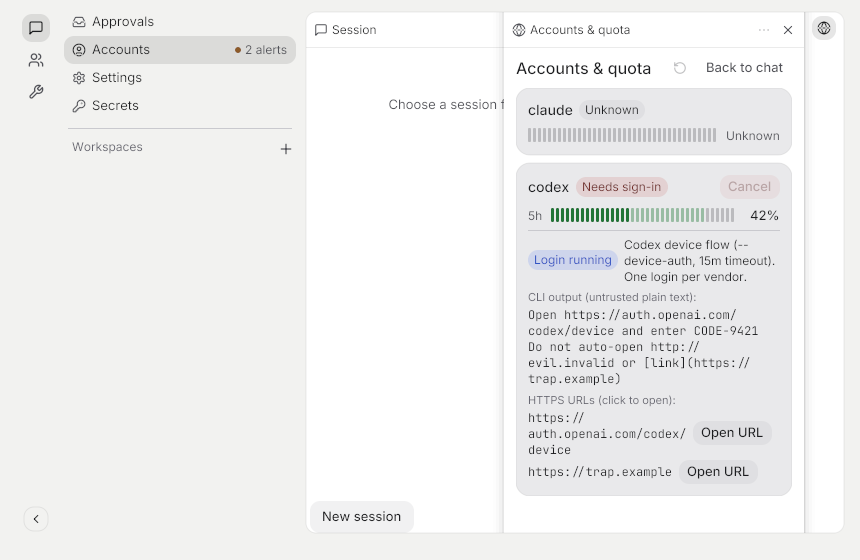 Approvals
Accounts
2 alerts
Settings
Secrets
Workspaces
Session
Choose a session f
New session
Accounts & quota
Accounts & quota
Back to chat
claude
Unknown
Unknown
codex
Needs sign-in
Cancel
5h
42%
Login running
Codex device flow (--
device-auth, 15m timeout).
One login per vendor.
CLI output (untrusted plain text):
Open https://auth.openai.com/
codex/device and enter CODE-9421
Do not auto-open http://
evil.invalid or [link](https://
trap.example)
HTTPS URLs (click to open):
https://
auth.openai.com/codex/
device
Open URL
https://trap.example
Open URL